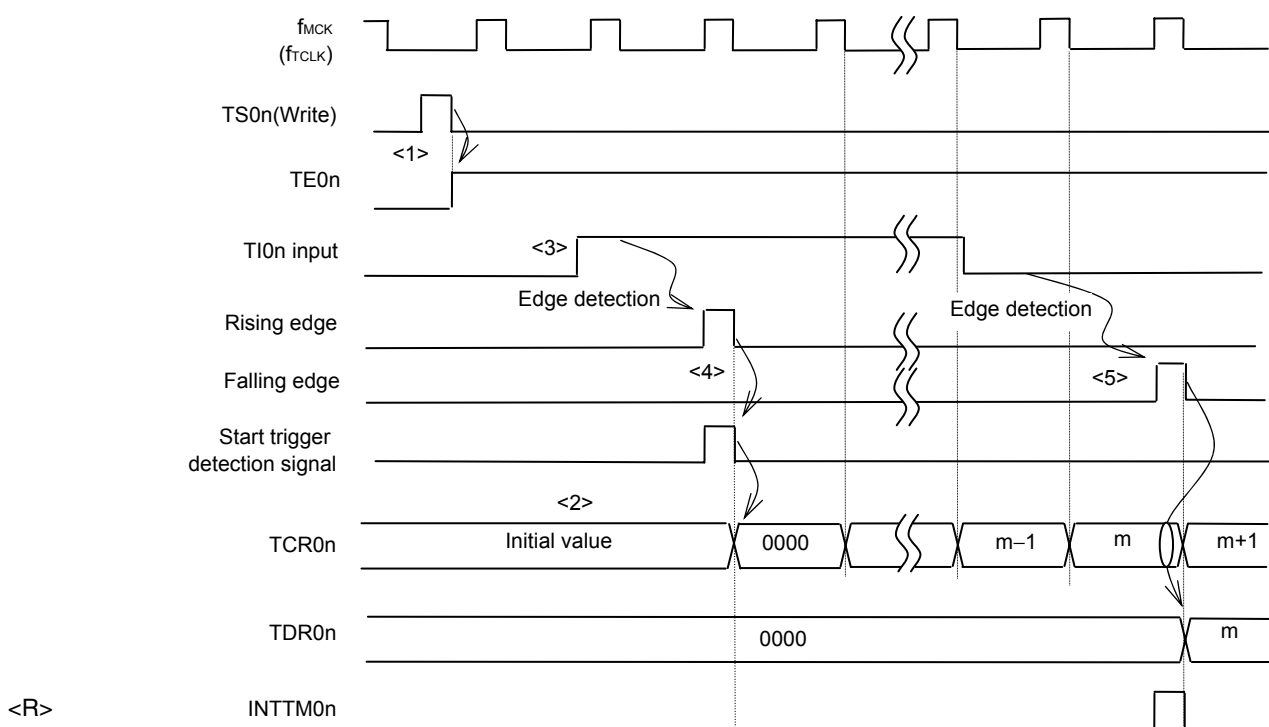 fMCK
(fTCLK)
TS0n(Write)
<1>
TE0n
TI0n input
<3>
Edge detection
Edge detection
Rising edge
<4>
<5>
Falling edge
Start trigger
detection signal
<2>
TCR0n
Initial value
0000
m−1
m
m+1
TDR0n
0000
m
<R>
INTTM0n